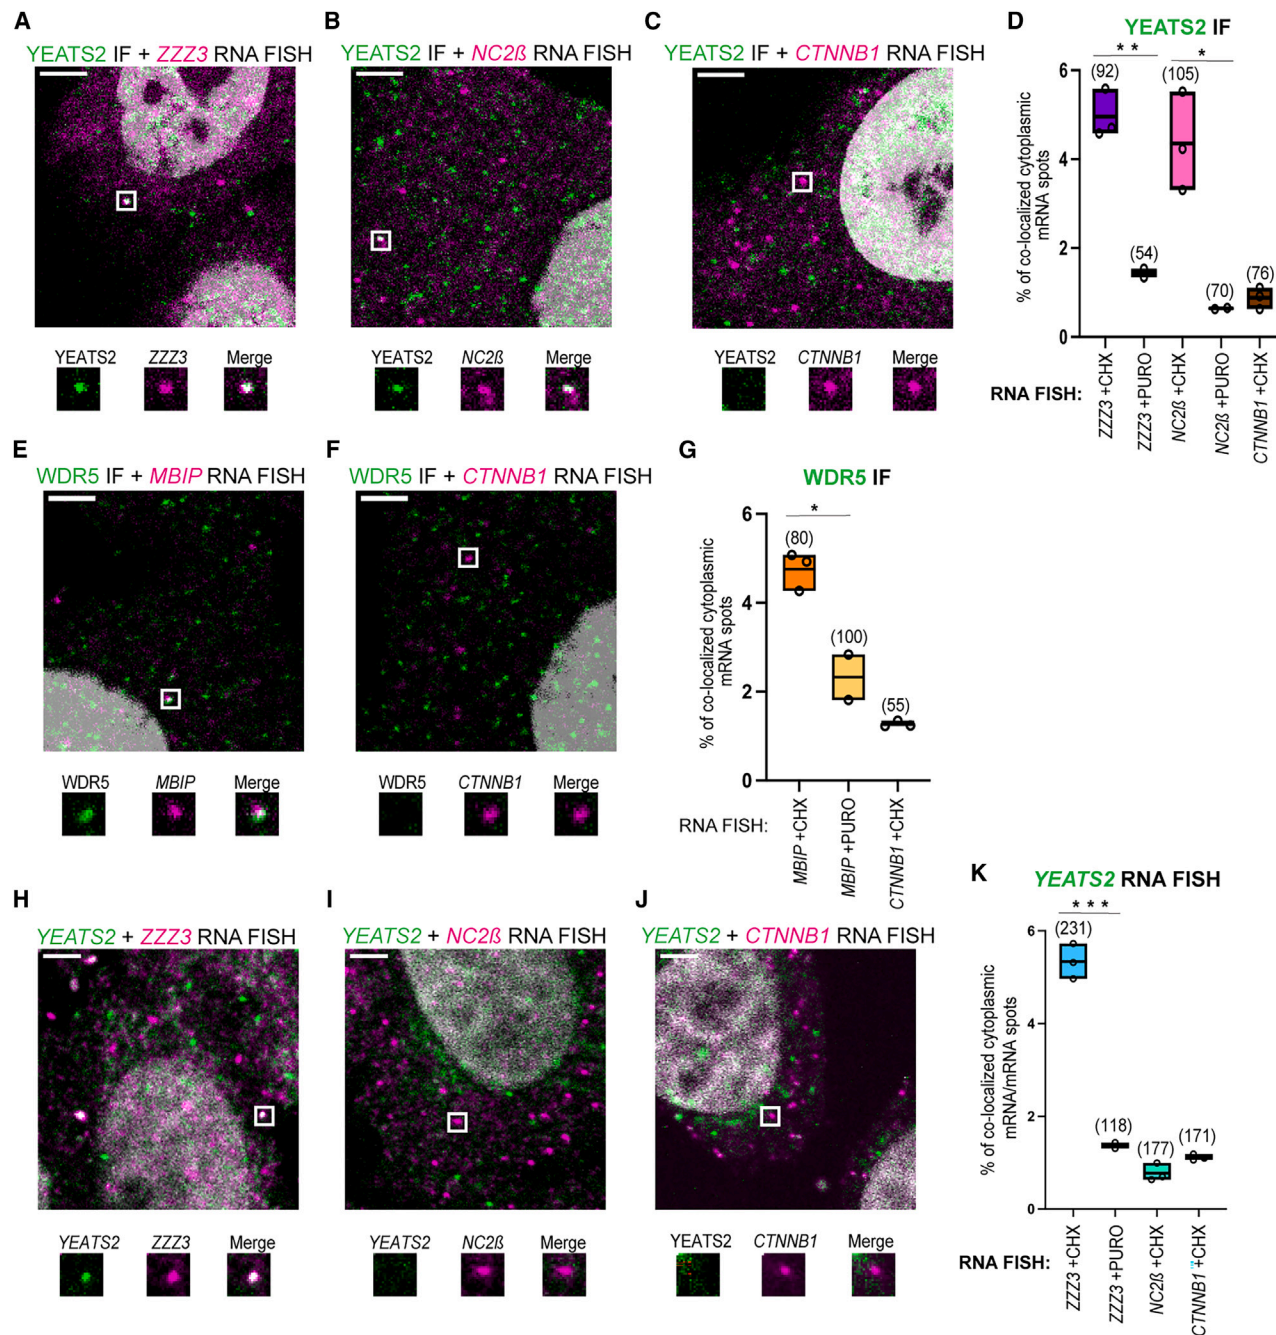 A
YEATS2 IF + ZZZ3 RNA FISH
YEATS2
ZZZ3
Merge
B
YEATS2 IF + NC2ß RNA FISH
YEATS2
NC2ß
Merge
C
YEATS2 IF + CTNNB1 RNA FISH
YEATS2
CTNNB1
Merge
D
YEATS2 IF
% of co-localized cytoplasmic
mRNA spots
6
4
2
0
* *
*
(92)
(54)
(105)
(70)
(76)
RNA FISH:
ZZZ3 +CHX
ZZZ3 +PURO
NC2ß +CHX
NC2ß +PURO
CTNNB1 +CHX
E
WDR5 IF + MBIP RNA FISH
WDR5
MBIP
Merge
F
WDR5 IF + CTNNB1 RNA FISH
WDR5
CTNNB1
Merge
G
WDR5 IF
% of co-localized cytoplasmic
mRNA spots
6
4
2
0
*
(80)
(100)
(55)
RNA FISH:
MBIP +CHX
MBIP +PURO
CTNNB1 +CHX
H
YEATS2 + ZZZ3 RNA FISH
YEATS2
ZZZ3
Merge
I
YEATS2 + NC2ß RNA FISH
YEATS2
NC2ß
Merge
J
YEATS2 + CTNNB1 RNA FISH
YEATS2
CTNNB1
Merge
K
YEATS2 RNA FISH
% of co-localized cytoplasmic
mRNA/mRNA spots
6
4
2
0
* * *
(231)
(118)
(177)
(171)
RNA FISH:
ZZZ3 +CHX
ZZZ3 +PURO
NC2ß +CHX
CTNNB1 +CHX